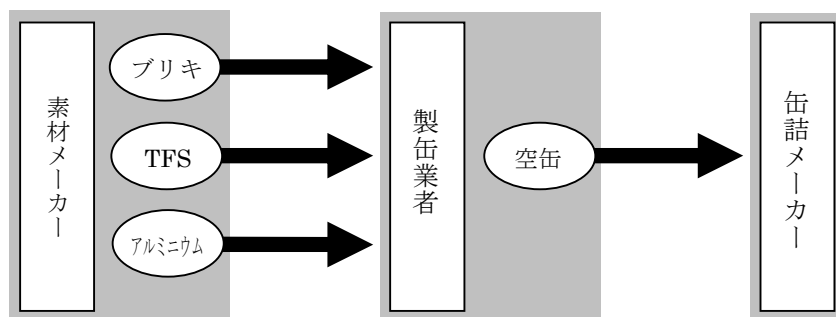 素材メーカー
ブリキ
TFS
アルミニウム
製缶業者
空缶
缶詰メーカー